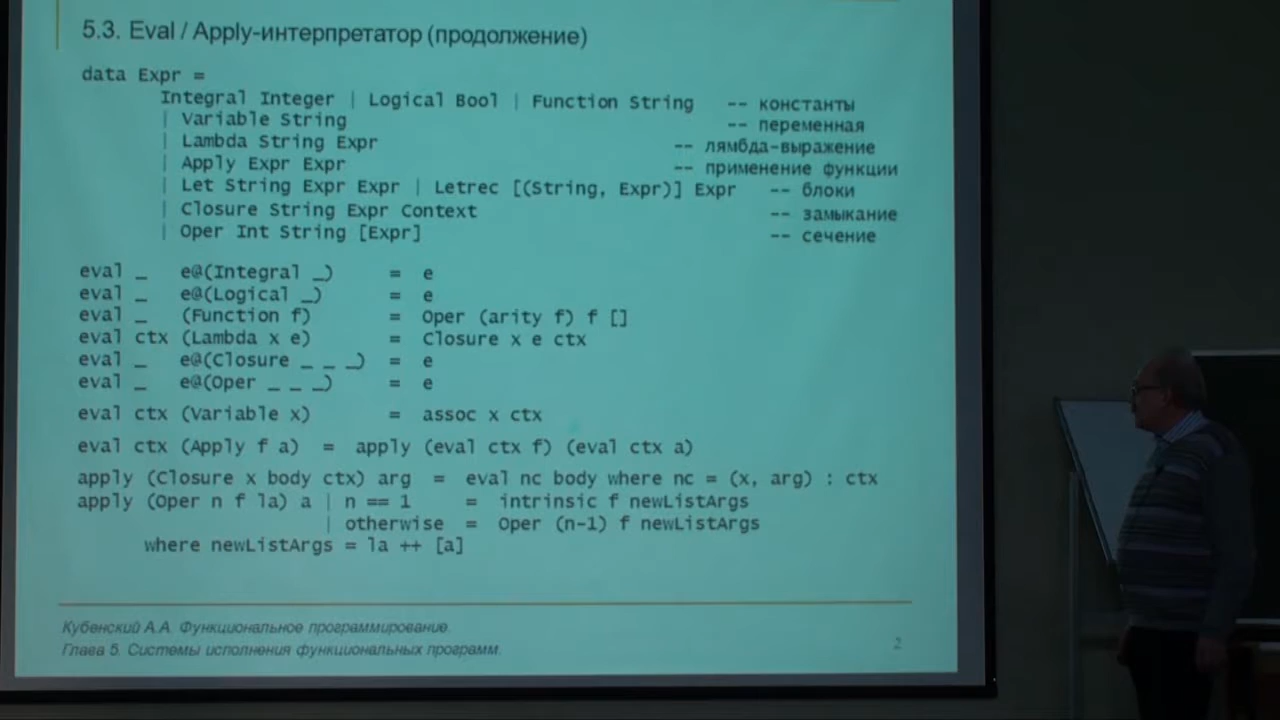 5.3. Eval / Apply-интерпретатор (продолжение)
data Expr =
Integral Integer | Logical Bool | Function String -- константы
| Variable String -- переменная
| Lambda String Expr -- лямбда-выражение
| Apply Expr Expr -- применение функции
| Let String Expr Expr | Letrec [(String, Expr)] Expr -- блоки
| Closure String Expr Context -- замыкание
| Oper Int String [Expr] -- сечение
eval _ e@(Integral _) = e
eval _ e@(Logical _) = e
eval _ (Function f) = Oper (arity f) f []
eval ctx (Lambda x e) = Closure x e ctx
eval _ e@(Closure _ _ _) = e
eval _ e@(Oper _ _ _) = e
eval ctx (Variable x) = assoc x ctx
eval ctx (Apply f a) = apply (eval ctx f) (eval ctx a)
apply (Closure x body ctx) arg = eval nc body where nc = (x, arg) : ctx
apply (Oper n f la) a | n == 1 = intrinsic f newListArgs
| otherwise = Oper (n-1) f newListArgs
where newListArgs = la ++ [a]
Кубенский А.А. Функциональное программирование.
Глава 5. Системы исполнения функциональных программ.
2